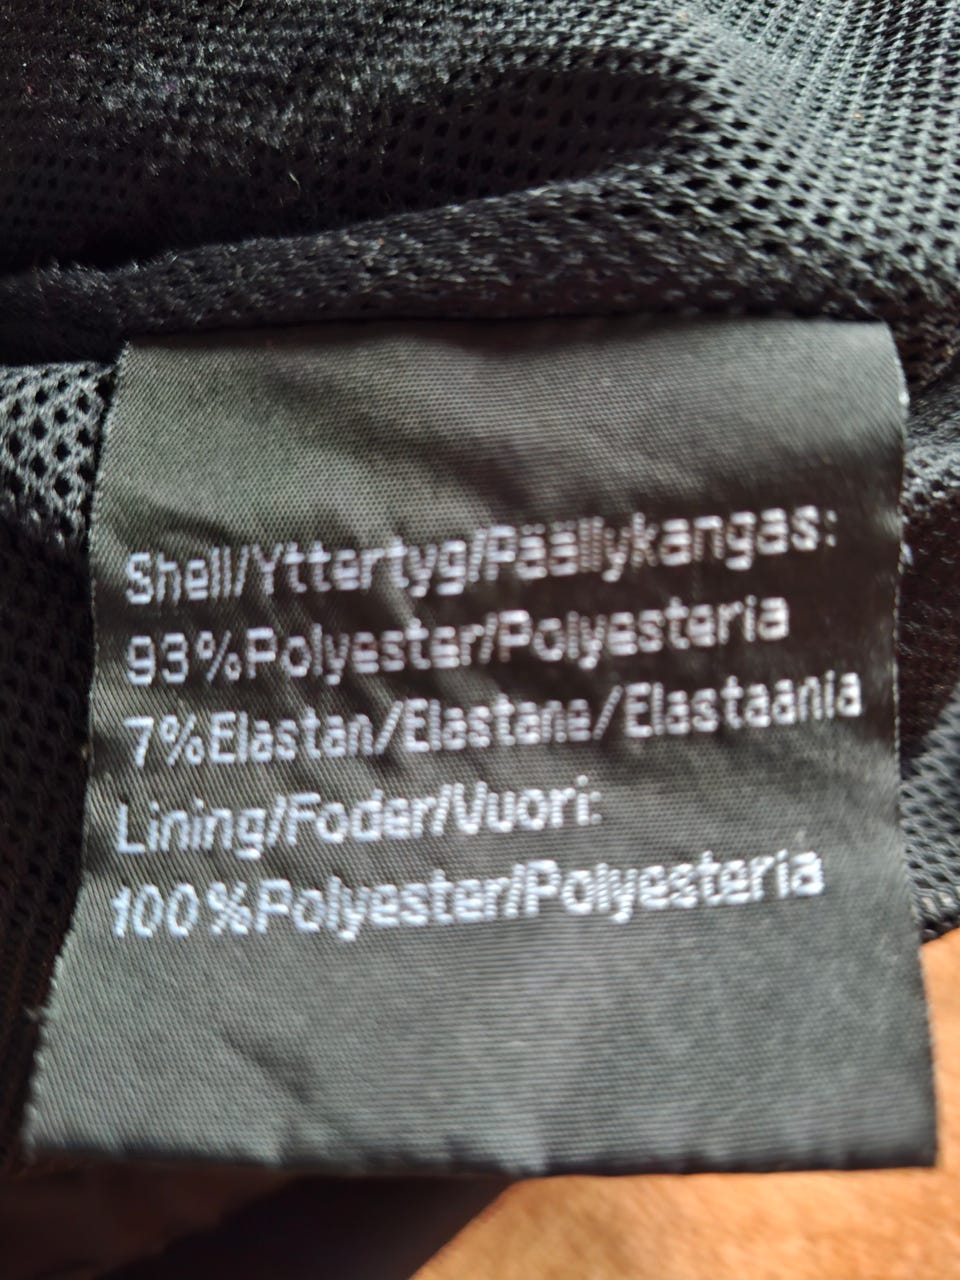 Shell/Yttertyg/Päällykangas:
93%Polyester/Polyesteria
7%Elastan/Elastane/Elastaania
Lining/Foder/Vuori:
100%Polyester/Polyesteria